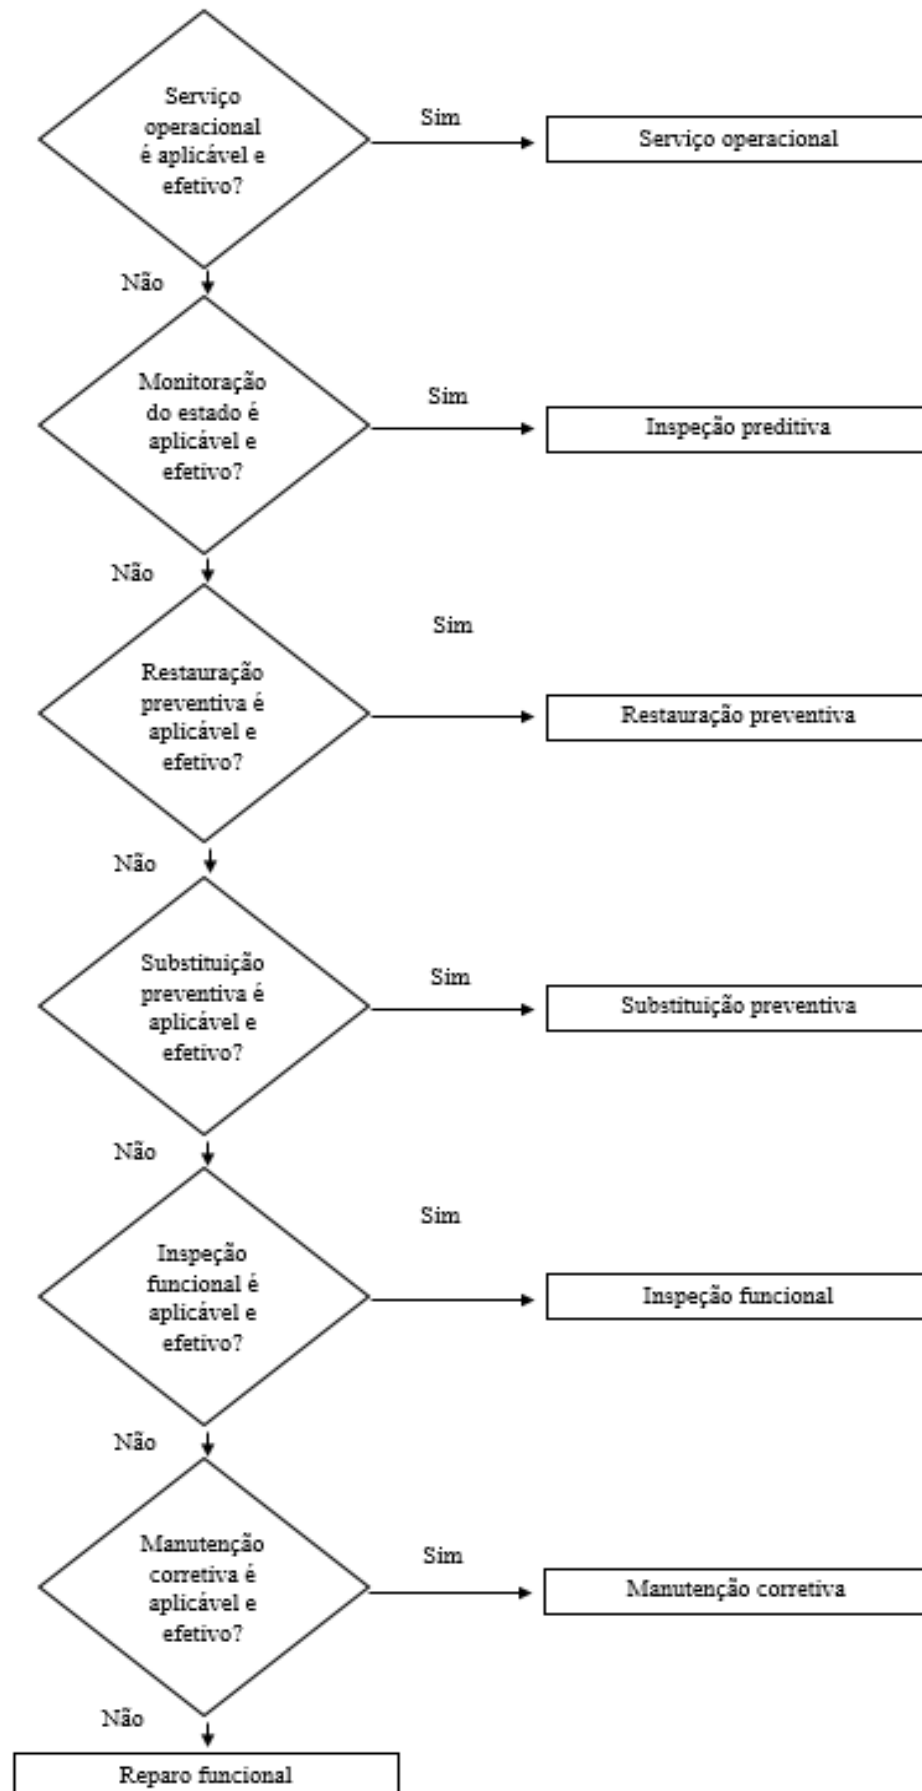 Serviço
operacional
é aplicável e
efetivo?
Sim
Serviço operacional
Não
Monitoração
do estado é
aplicável e
efetivo?
Sim
Inspeção preditiva
Não
Restauração
preventiva é
aplicável e
efetivo?
Sim
Restauração preventiva
Não
Substituição
preventiva é
aplicável e
efetivo?
Sim
Substituição preventiva
Não
Inspeção
funcional é
aplicável e
efetivo?
Sim
Inspeção funcional
Não
Manutenção
corretiva é
aplicável e
efetivo?
Sim
Manutenção corretiva
Não
Reparo funcional